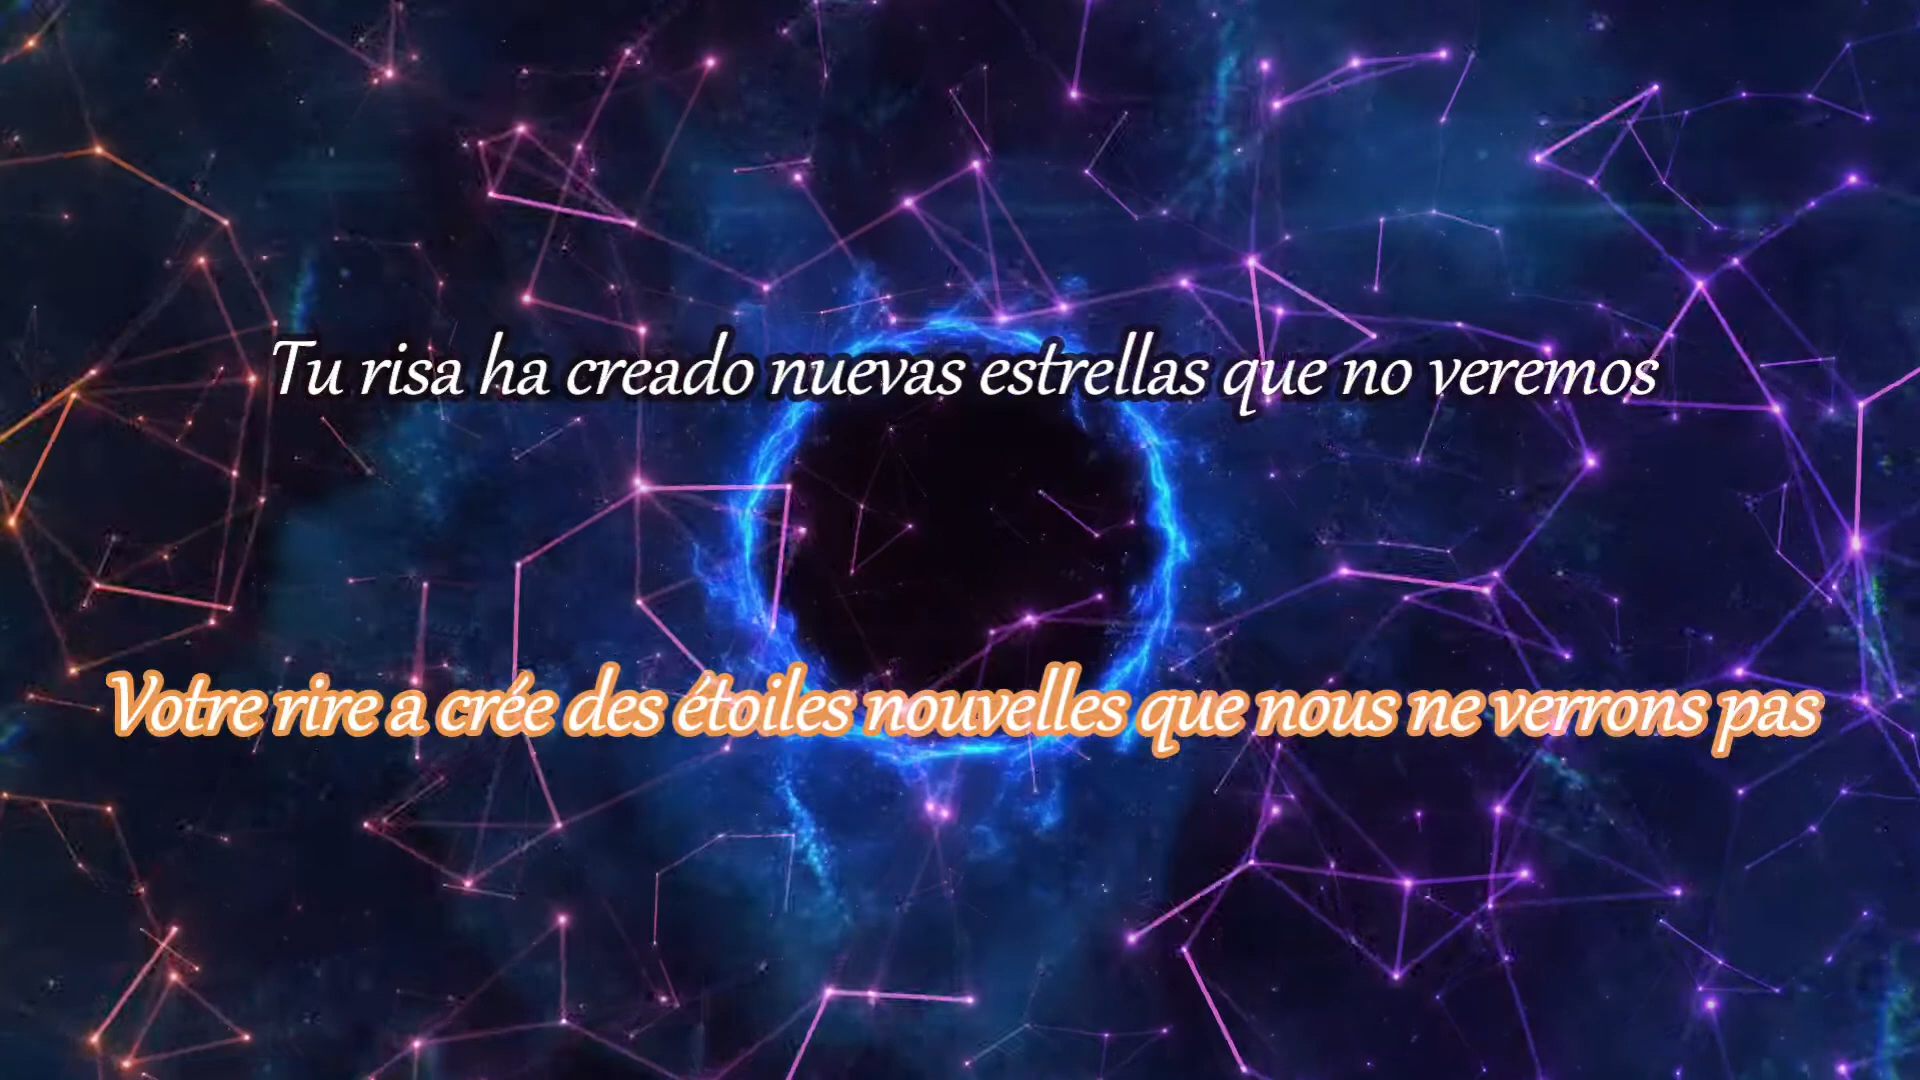 Tu risa ha creado nuevas estrellas que no veremos
Votre rire a crée des étoiles nouvelles que nous ne verrons pas